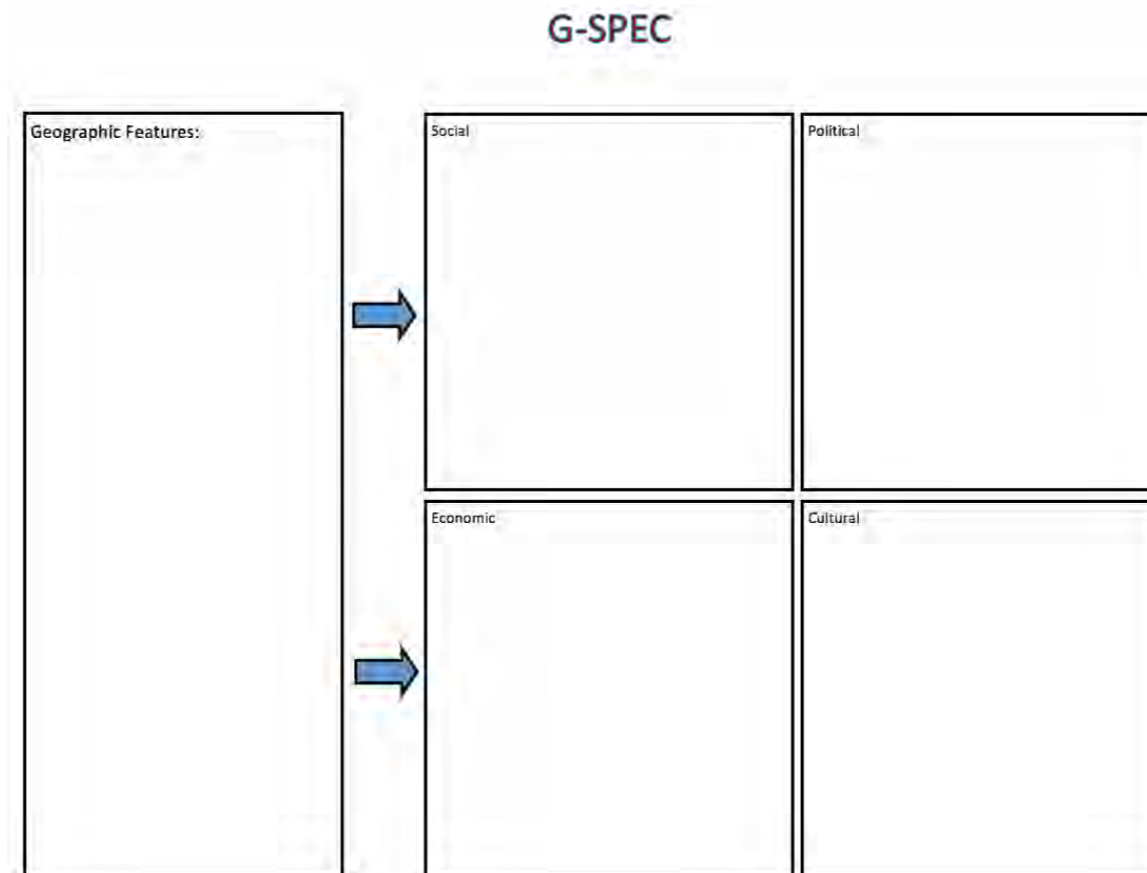 G-SPEC
Geographic Features:
Social
Political
Economic
Cultural